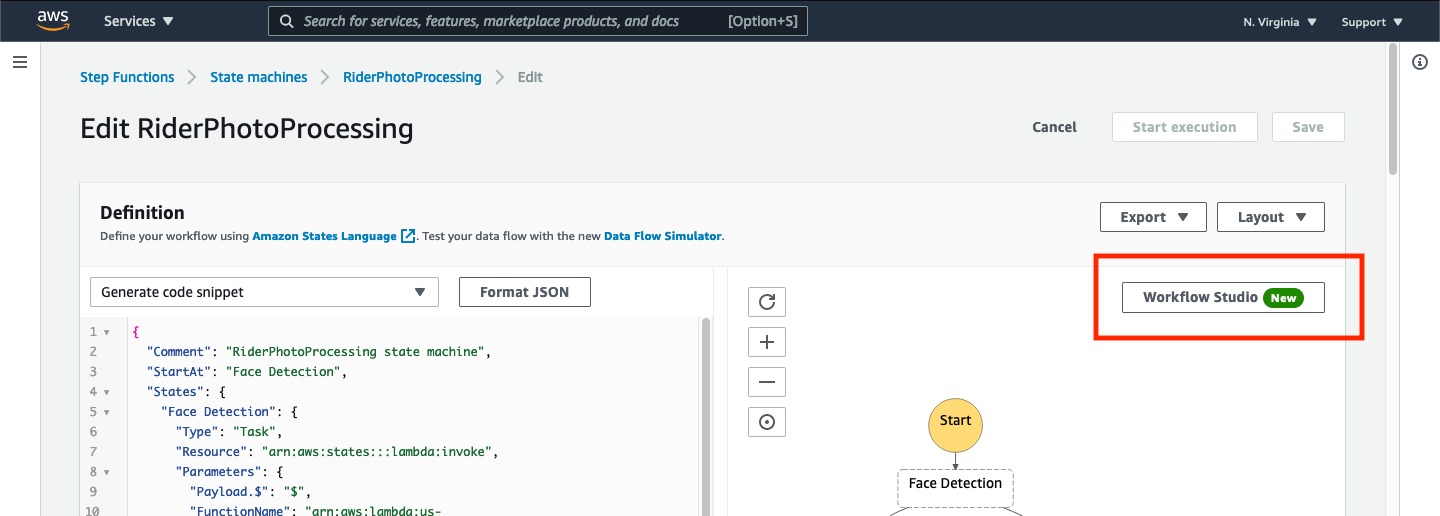 aws Services ▼ Search for services, features, marketplace products, and docs [Option+S] N. Virginia ▼ Support ▼
Step Functions > State machines > RiderPhotoProcessing > Edit
Edit RiderPhotoProcessing
Cancel Start execution Save
Definition
Define your workflow using Amazon States Language. Test your data flow with the new Data Flow Simulator.
Export ▼ Layout ▼
Generate code snippet ▼ Format JSON
Workflow Studio New
1 {
2 "Comment": "RiderPhotoProcessing state machine",
3 "StartAt": "Face Detection",
4 "States": {
5 "Face Detection": {
6 "Type": "Task",
7 "Resource": "arn:aws:states:::lambda:invoke",
8 "Parameters": {
9 "Payload.$": "$",
10 "FunctionName": "arn:aws:lambda:us-
Start
Face Detection